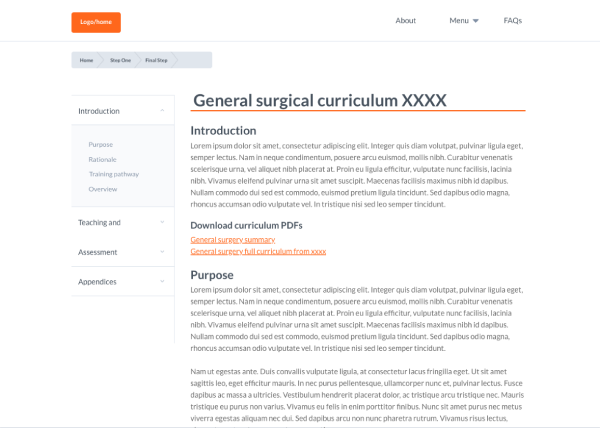 Logo/home
About
Menu
FAQs
Home
Step One
Final Step
General surgical curriculum XXXX
Introduction
Purpose
Rationale
Training pathway
Overview
Teaching and
Assessment
Appendices
Introduction
Lorem ipsum dolor sit amet, consectetur adipiscing elit. Integer quis diam volutpat, pulvinar ligula eget,
semper lectus. Nam in neque condimentum, posuere arcu euismod, mollis nibh. Curabitur venenatis
scelerisque urna, vel aliquet nibh placerat at. Proin eu ligula efficitur, vulputate nunc facilisis, lacinia
nibh. Vivamus eleifend pulvinar urna sit amet suscipit. Maecenas facilisis maximus nibh id dapibus.
Nullam commodo dui sed est commodo, euismod pretium ligula tincidunt. Sed dapibus odio magna,
rhoncus accumsan odio vulputate vel. In tristique nisi sed leo semper tincidunt.
Download curriculum PDFs
General surgery summary
General surgery full curriculum from xxxx
Purpose
Lorem ipsum dolor sit amet, consectetur adipiscing elit. Integer quis diam volutpat, pulvinar ligula eget,
semper lectus. Nam in neque condimentum, posuere arcu euismod, mollis nibh. Curabitur venenatis
scelerisque urna, vel aliquet nibh placerat at. Proin eu ligula efficitur, vulputate nunc facilisis, lacinia
nibh. Vivamus eleifend pulvinar urna sit amet suscipit. Maecenas facilisis maximus nibh id dapibus.
Nullam commodo dui sed est commodo, euismod pretium ligula tincidunt. Sed dapibus odio magna,
rhoncus accumsan odio vulputate vel. In tristique nisi sed leo semper tincidunt.
Nam ut egestas ante. Duis convallis vulputate ligula, at consectetur lacus fringilla eget. Ut sit amet
sagittis leo, eget efficitur mauris. In nec purus pellentesque, ullamcorper nunc et, pulvinar lectus. Fusce
dapibus ac massa a ultricies. Vestibulum hendrerit placerat dolor, ac tristique arcu tristique nec. Mauris
tristique eu purus non varius. Vivamus eu felis in enim porttitor finibus. Nunc sit amet purus nec metus
viverra egestas aliquam nec dui. Sed dapibus arcu non nunc pharetra rutrum. Vivamus risus lectus,